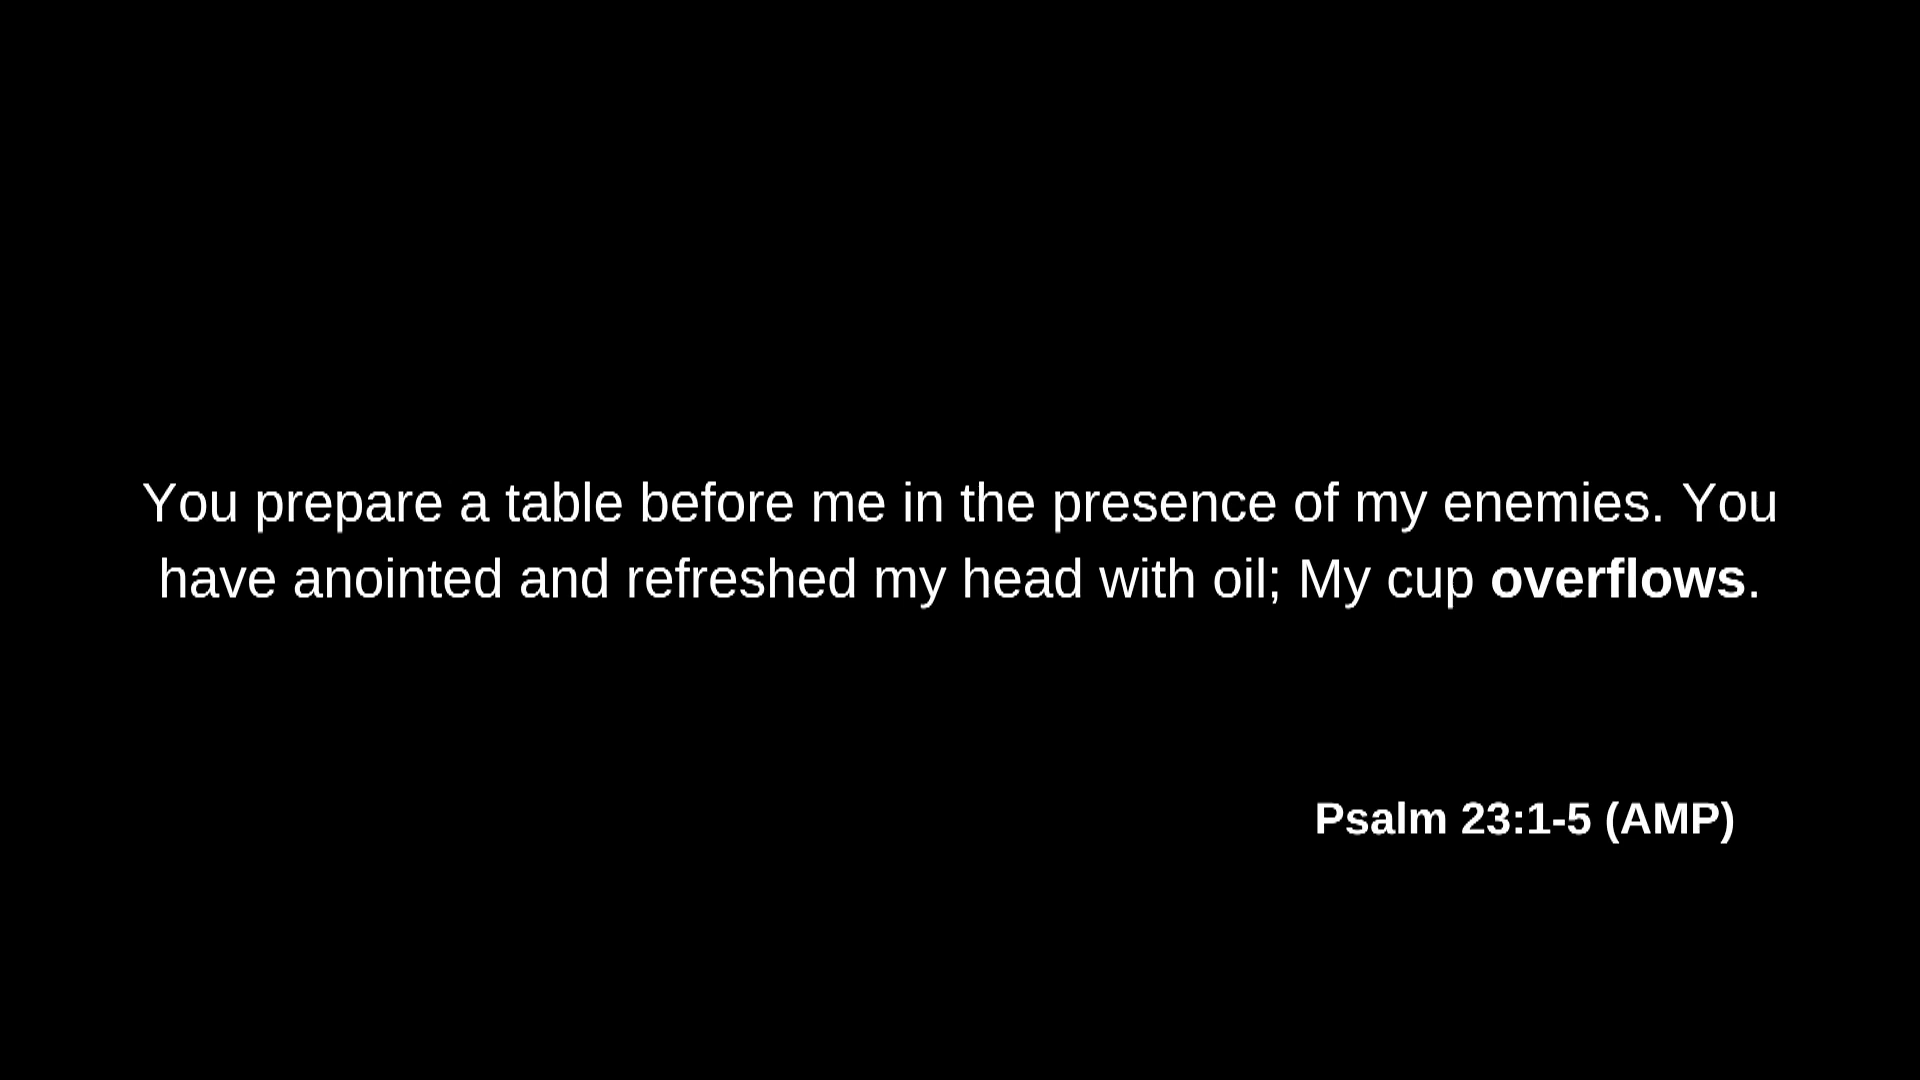 You prepare a table before me in the presence of my enemies. You
have anointed and refreshed my head with oil; My cup overflows.
Psalm 23:1-5 (AMP)